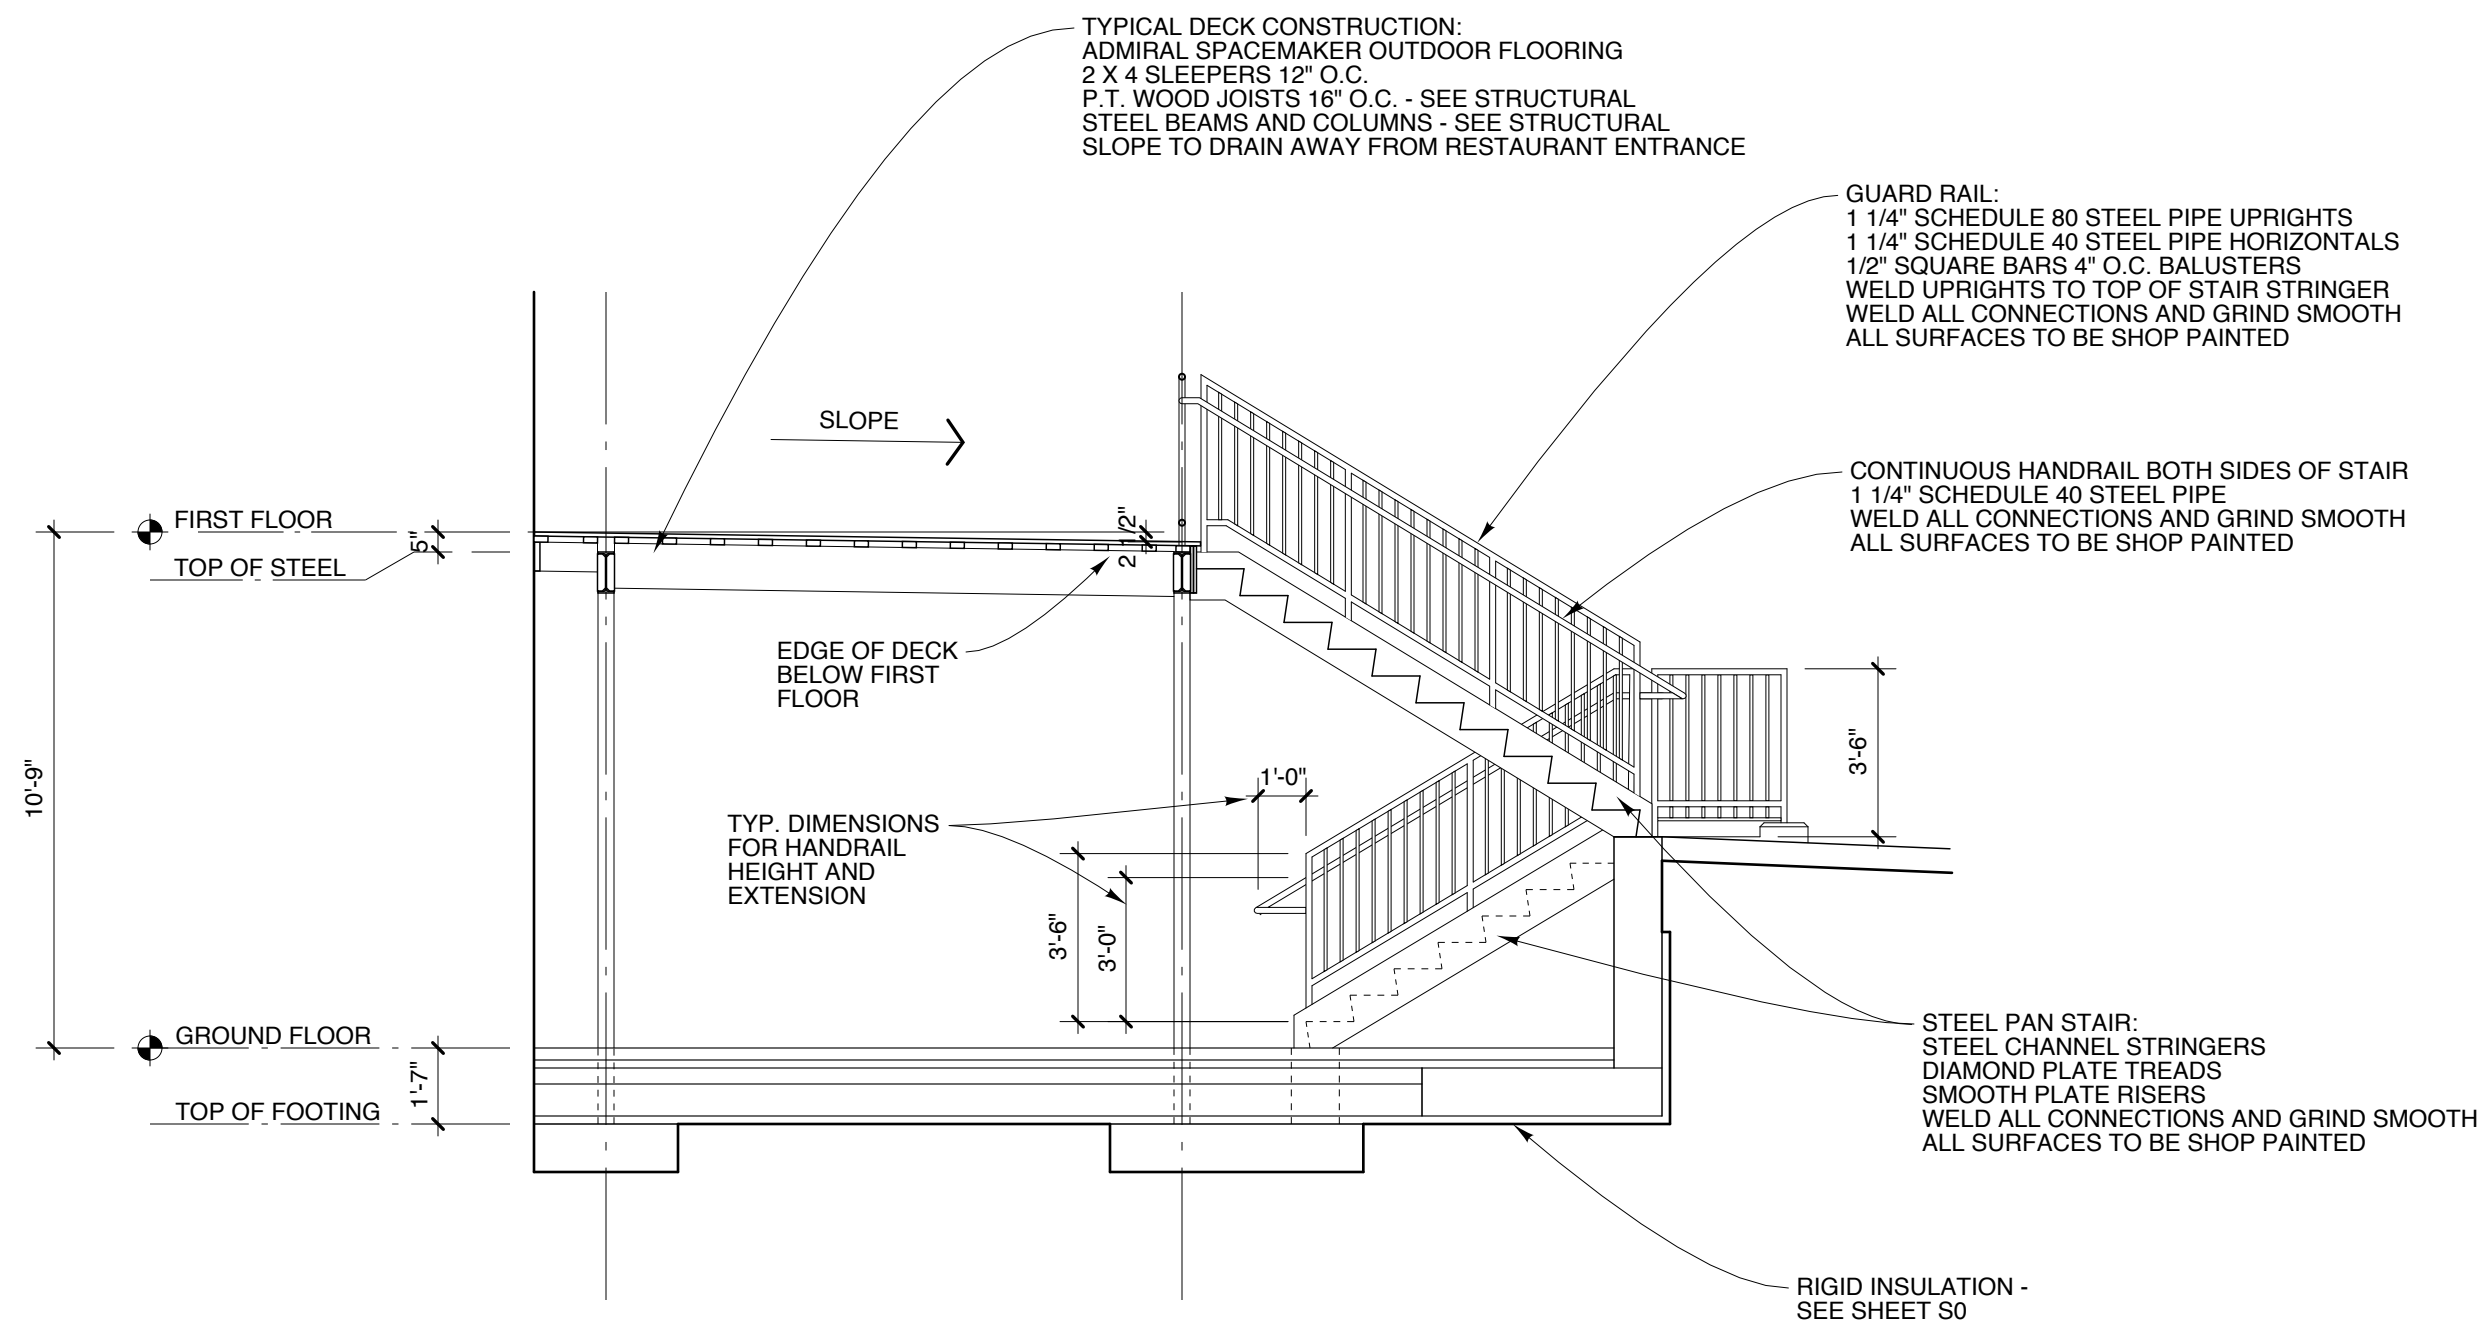 TYPICAL DECK CONSTRUCTION:
ADMIRAL SPACEMAKER OUTDOOR FLOORING
2 X 4 SLEEPERS 12" O.C.
P.T. WOOD JOISTS 16" O.C. - SEE STRUCTURAL
STEEL BEAMS AND COLUMNS - SEE STRUCTURAL
SLOPE TO DRAIN AWAY FROM RESTAURANT ENTRANCE
GUARD RAIL:
1 1/4" SCHEDULE 80 STEEL PIPE UPRIGHTS
1 1/4" SCHEDULE 40 STEEL PIPE HORIZONTALS
1/2" SQUARE BARS 4" O.C. BALUSTERS
WELD UPRIGHTS TO TOP OF STAIR STRINGER
WELD ALL CONNECTIONS AND GRIND SMOOTH
ALL SURFACES TO BE SHOP PAINTED
SLOPE
CONTINUOUS HANDRAIL BOTH SIDES OF STAIR
1 1/4" SCHEDULE 40 STEEL PIPE
WELD ALL CONNECTIONS AND GRIND SMOOTH
ALL SURFACES TO BE SHOP PAINTED
FIRST FLOOR
5"
2 1/2"
TOP OF STEEL
EDGE OF DECK
BELOW FIRST
FLOOR
10'-9"
3'-6"
1'-0"
TYP. DIMENSIONS
FOR HANDRAIL
HEIGHT AND
EXTENSION
3'-6"
3'-0"
GROUND FLOOR
1'-7"
TOP OF FOOTING
STEEL PAN STAIR:
STEEL CHANNEL STRINGERS
DIAMOND PLATE TREADS
SMOOTH PLATE RISERS
WELD ALL CONNECTIONS AND GRIND SMOOTH
ALL SURFACES TO BE SHOP PAINTED
RIGID INSULATION -
SEE SHEET S0